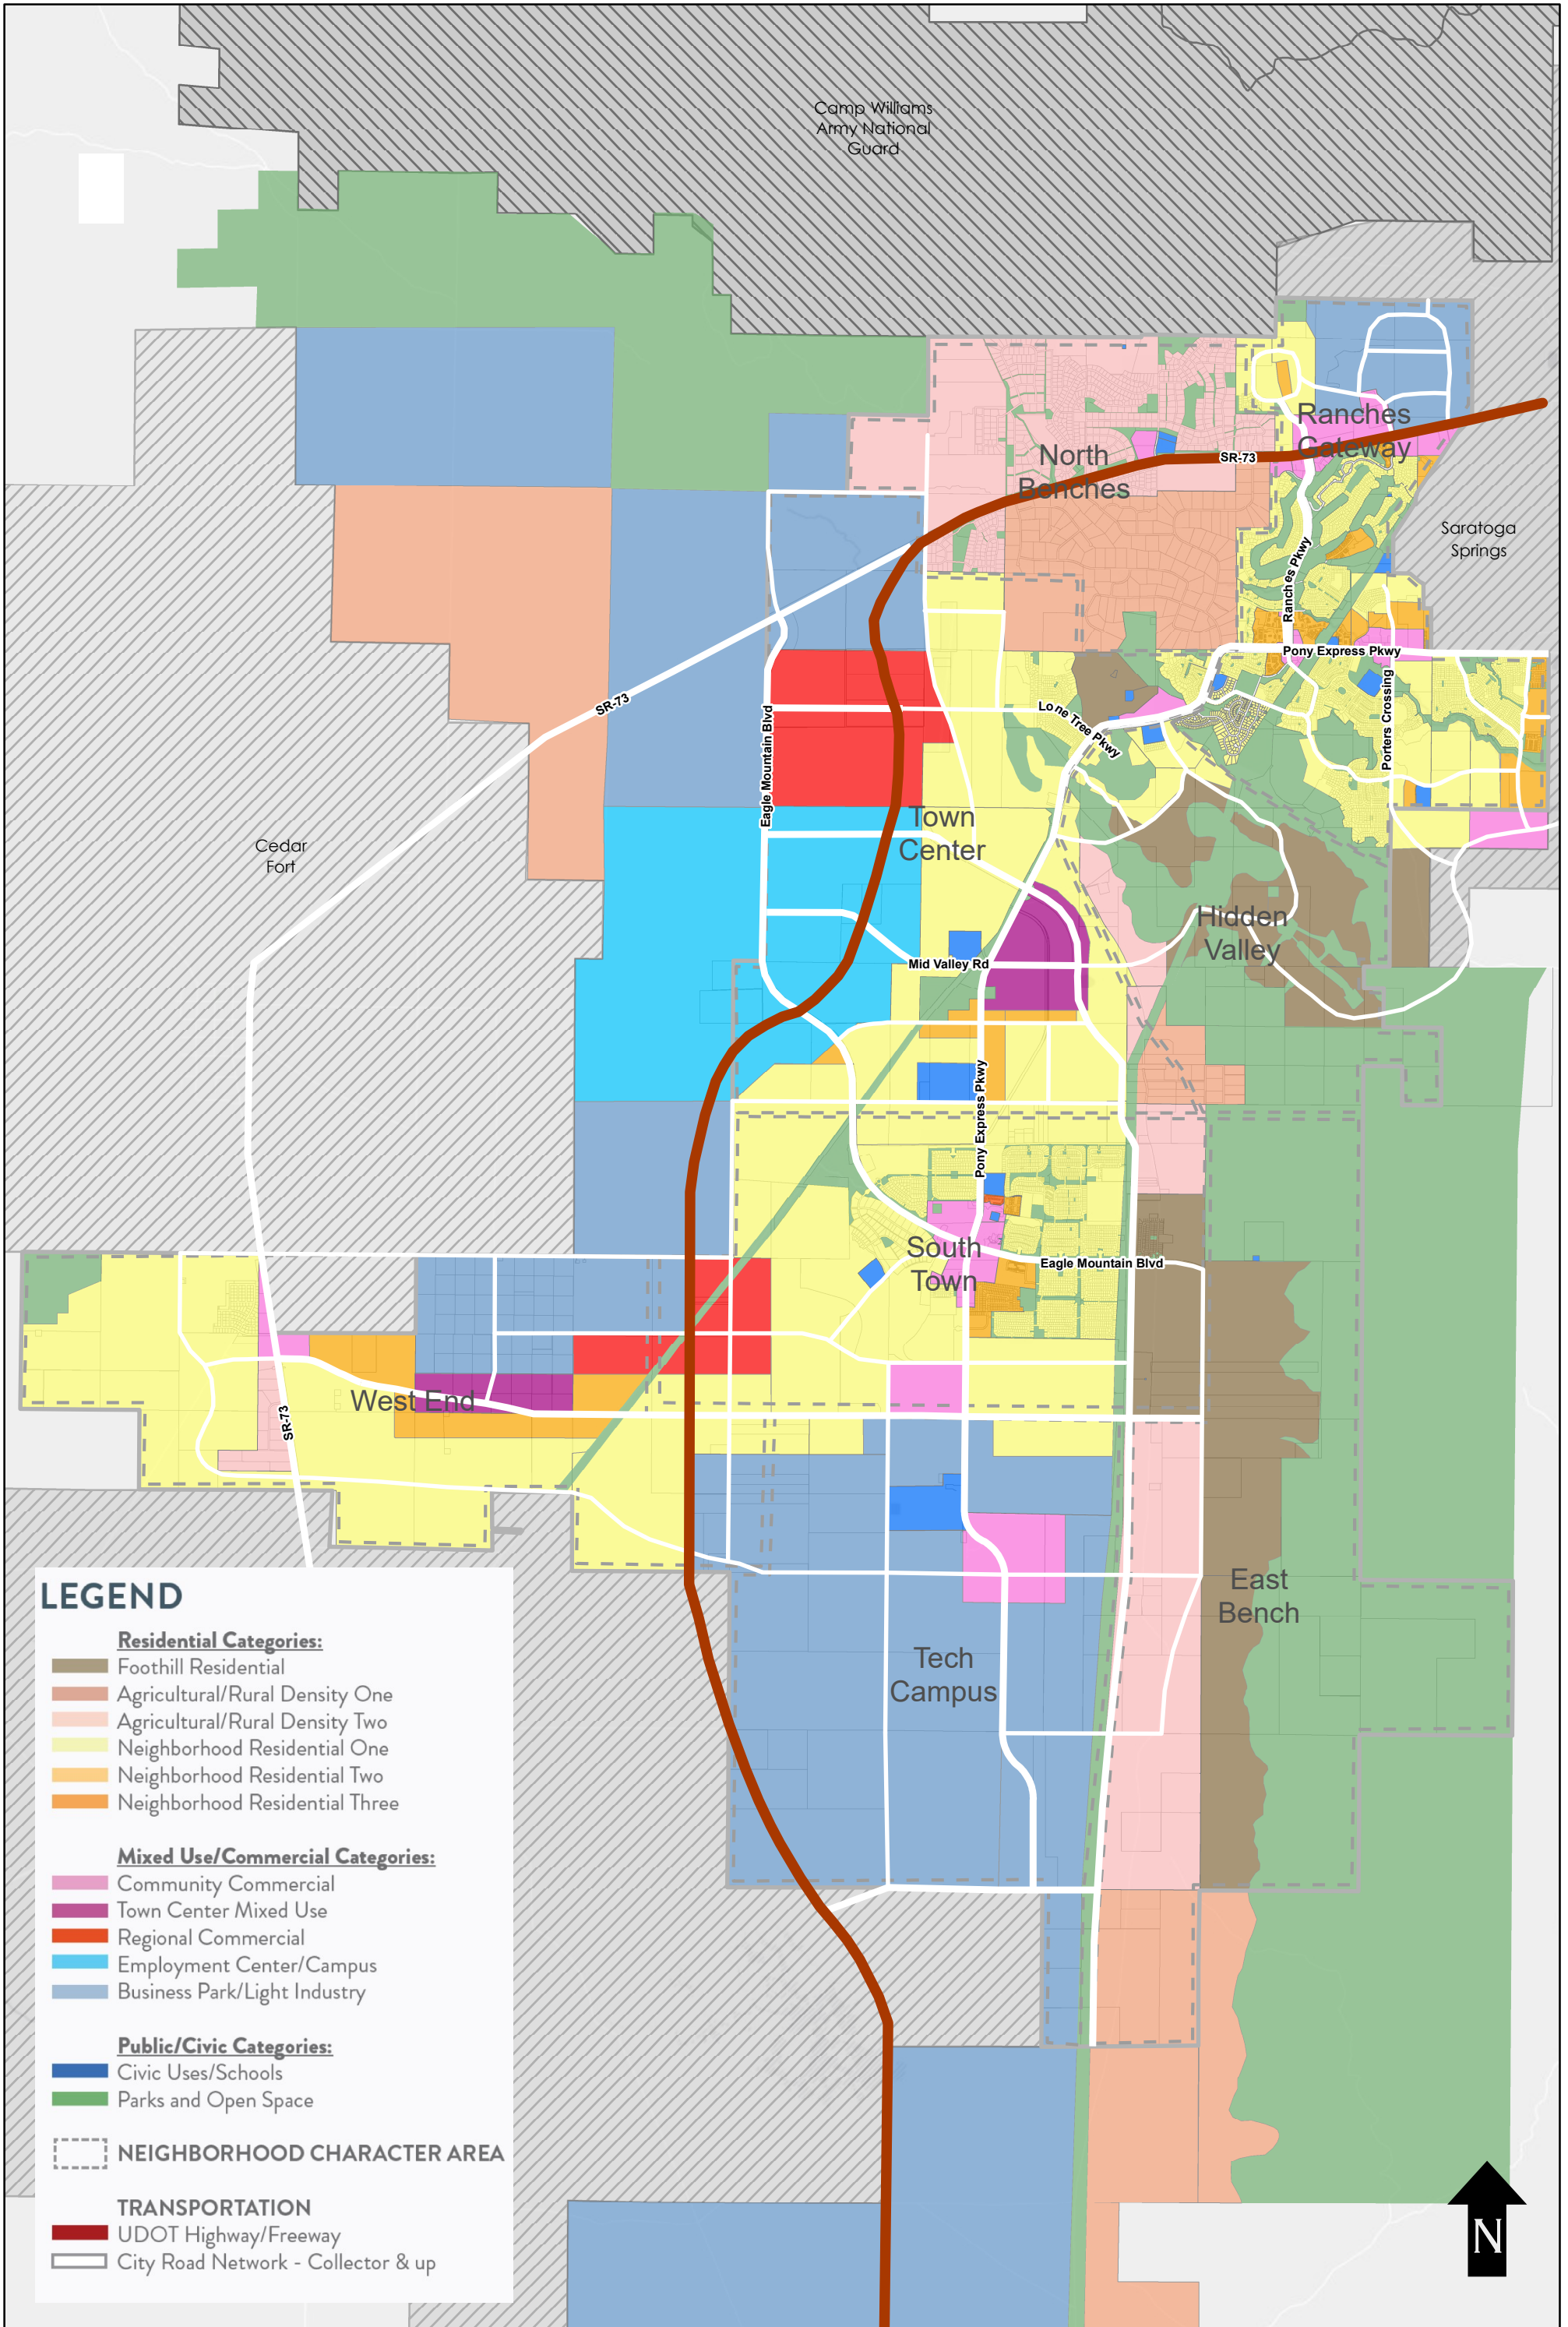 Camp Williams
Army National
Guard
Ranches
Gateway
North
Benches
SR-73
Saratoga
Springs
Ranches Pkwy
Pony Express Pkwy
SR-73
Lone Tree Pkwy
Porters Crossing
Eagle Mountain Blvd
Town
Center
Cedar
Fort
Hidden
Valley
Mid Valley Rd
Pony Express Pkwy
South
Town
Eagle Mountain Blvd
West End
SR-73
East
Bench
Tech
Campus
LEGEND
Residential Categories:
Foothill Residential
Agricultural/Rural Density One
Agricultural/Rural Density Two
Neighborhood Residential One
Neighborhood Residential Two
Neighborhood Residential Three
Mixed Use/Commercial Categories:
Community Commercial
Town Center Mixed Use
Regional Commercial
Employment Center/Campus
Business Park/Light Industry
Public/Civic Categories:
Civic Uses/Schools
Parks and Open Space
NEIGHBORHOOD CHARACTER AREA
TRANSPORTATION
UDOT Highway/Freeway
City Road Network - Collector & up
N